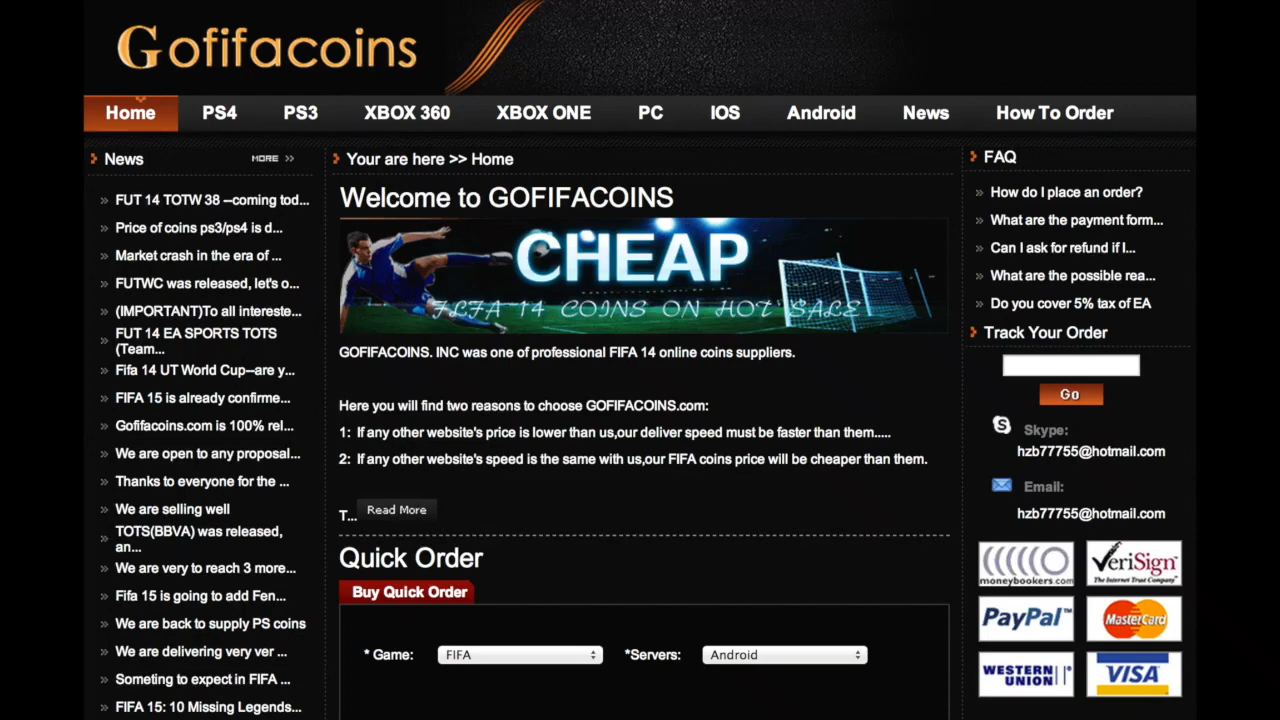 Gofifacoins
Home
PS4
PS3
XBOX 360
XBOX ONE
PC
IOS
Android
News
How To Order
News
MORE
FUT 14 TOTW 38 --coming tod...
Price of coins ps3/ps4 is d...
Market crash in the era of ...
FUTWC was released, let's o...
(IMPORTANT)To all intereste...
FUT 14 EA SPORTS TOTS
(Team...
Fifa 14 UT World Cup--are y...
FIFA 15 is already confirme...
Gofifacoins.com is 100% rel...
We are open to any proposal...
Thanks to everyone for the ...
We are selling well
TOTS(BBVA) was released,
an...
We are very to reach 3 more...
Fifa 15 is going to add Fen...
We are back to supply PS coins
We are delivering very ver ...
Someting to expect in FIFA ...
FIFA 15: 10 Missing Legends...
Your are here >> Home
Welcome to GOFIFACOINS
CHEAP
FIFA 14 COINS ON HOT SALE
GOFIFACOINS. INC was one of professional FIFA 14 online coins suppliers.
Here you will find two reasons to choose GOFIFACOINS.com:
1: If any other website's price is lower than us,our deliver speed must be faster than them.....
2: If any other website's speed is the same with us,our FIFA coins price will be cheaper than them.
T...
Read More
Quick Order
Buy Quick Order
* Game:
FIFA
*Servers:
Android
FAQ
How do I place an order?
What are the payment form...
Can I ask for refund if I...
What are the possible rea...
Do you cover 5% tax of EA
Track Your Order
Go
Skype:
hzb77755@hotmail.com
Email:
hzb77755@hotmail.com
moneybookers.com
VeriSign
The Internet Trust Company
PayPal
MasterCard
WESTERN
UNION
VISA